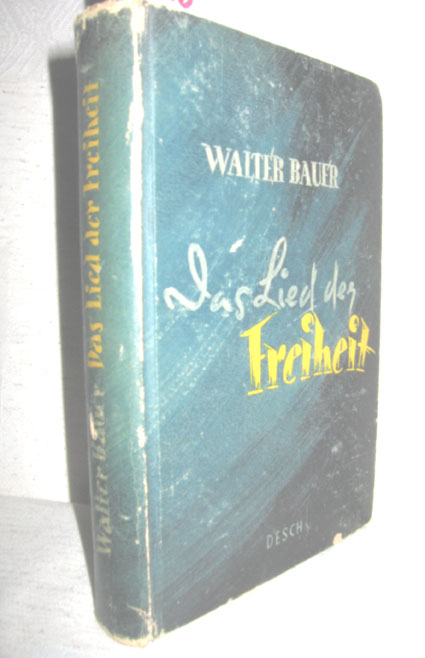 WALTER BAUER
Das Lied der
Freiheit
DESCH
Walter Bauer Das Lied der Freiheit